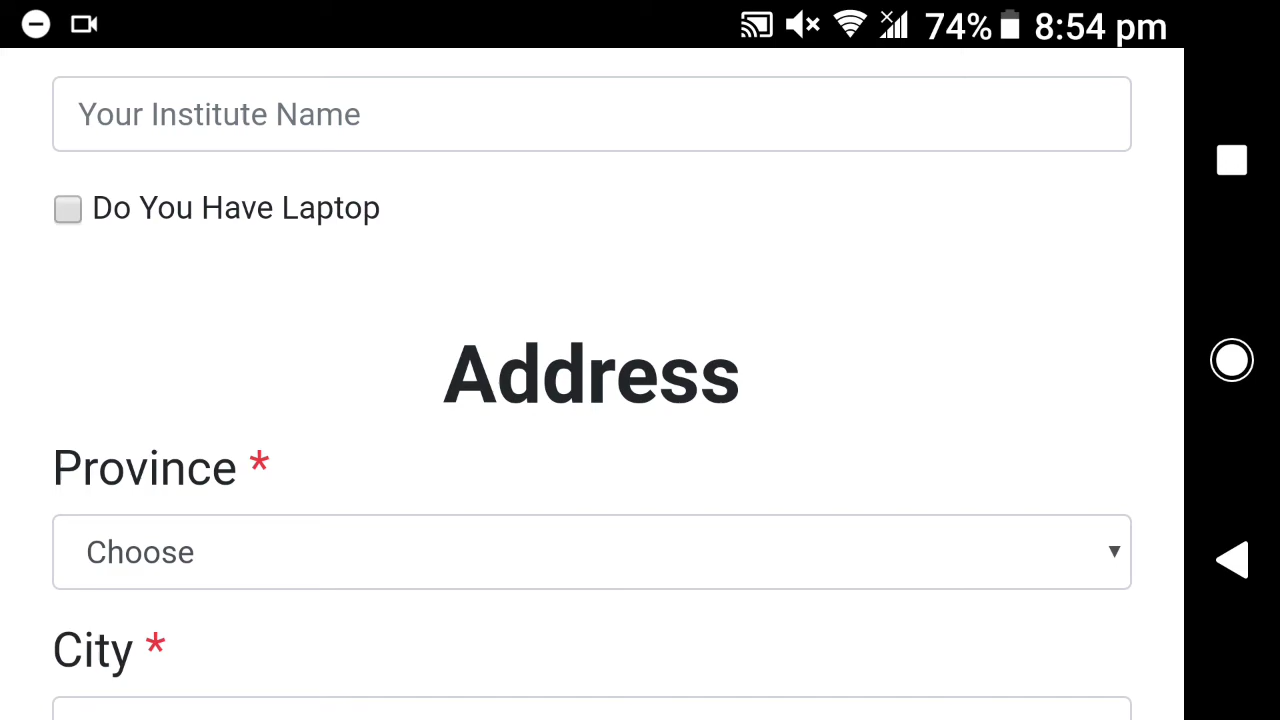 74% 8:54 pm
Your Institute Name
Do You Have Laptop
Address
Province *
Choose
City *